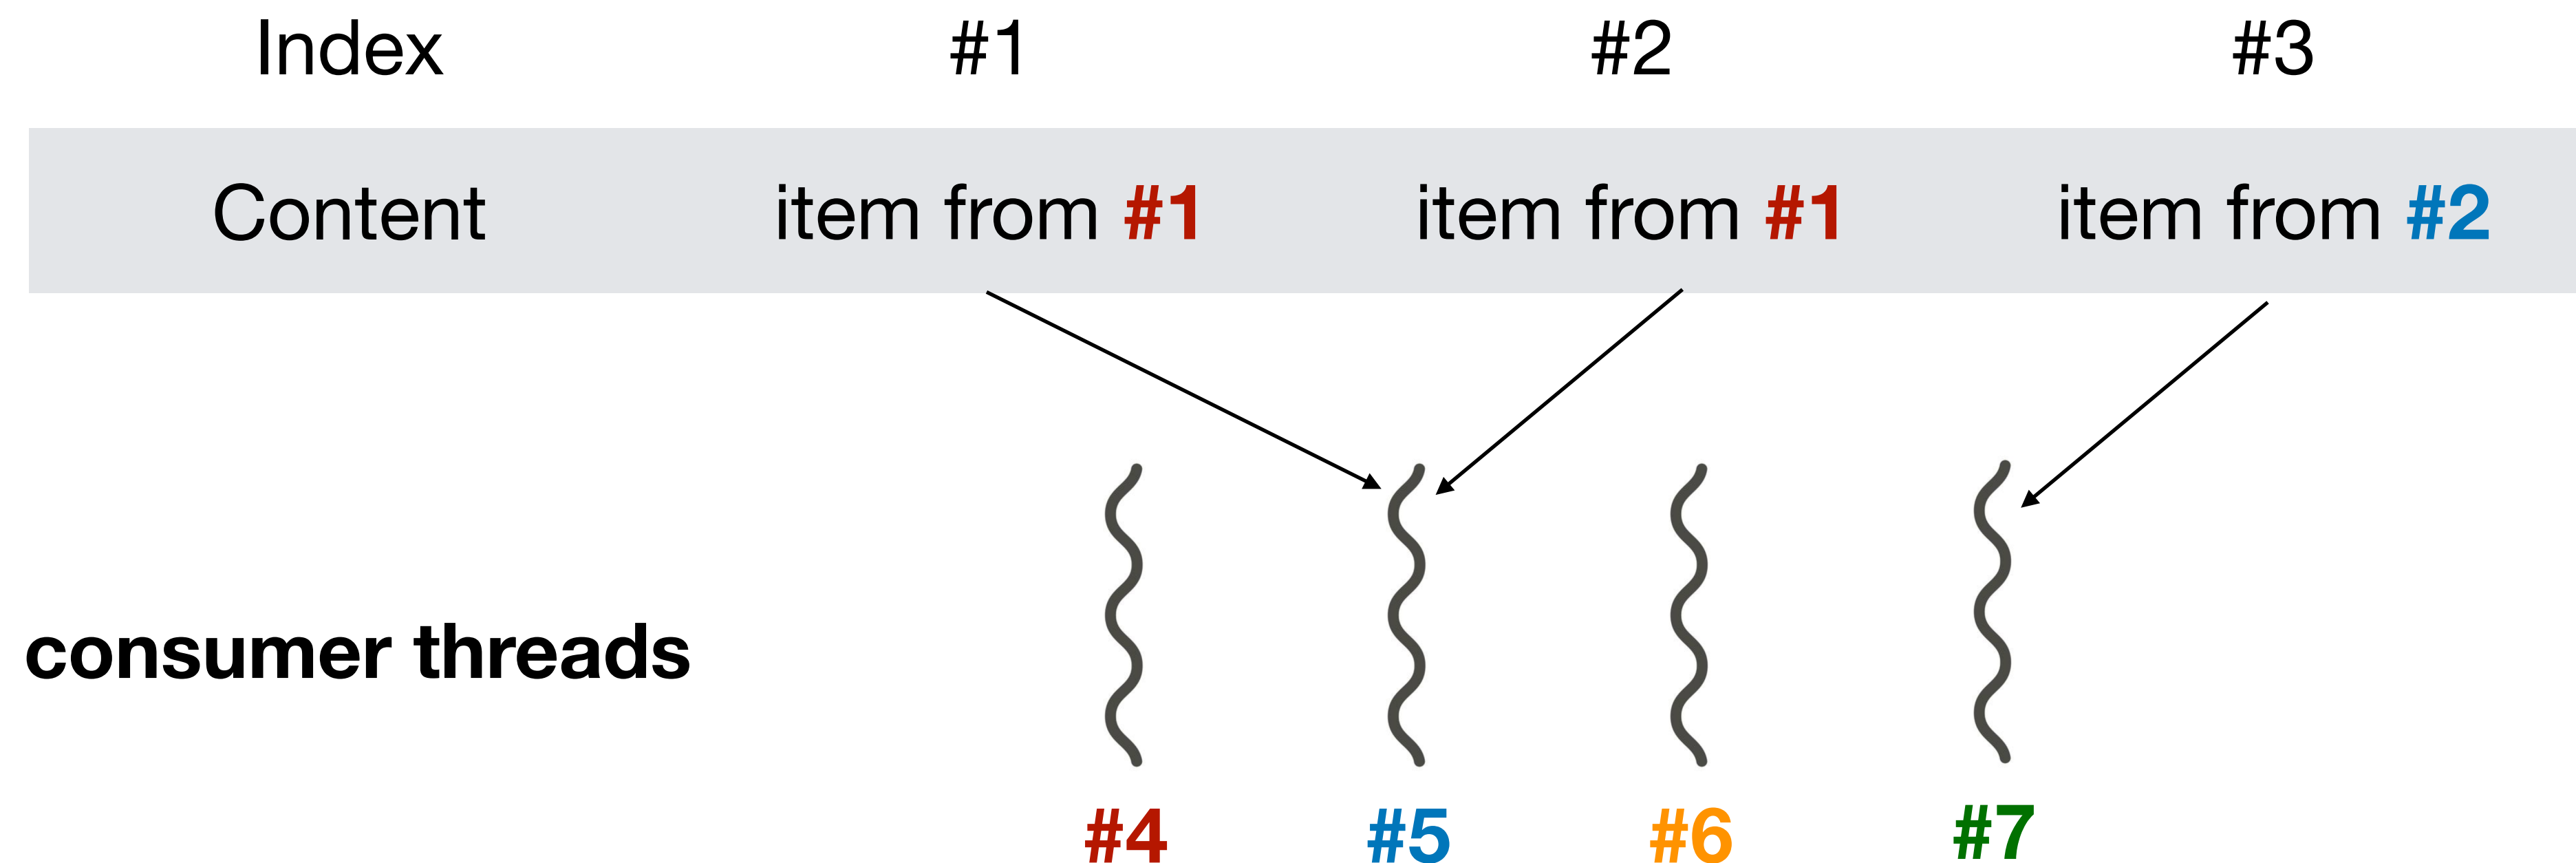 Index #1 #2 #3
Content item from #1 item from #1 item from #2
consumer threads
#4 #5 #6 #7